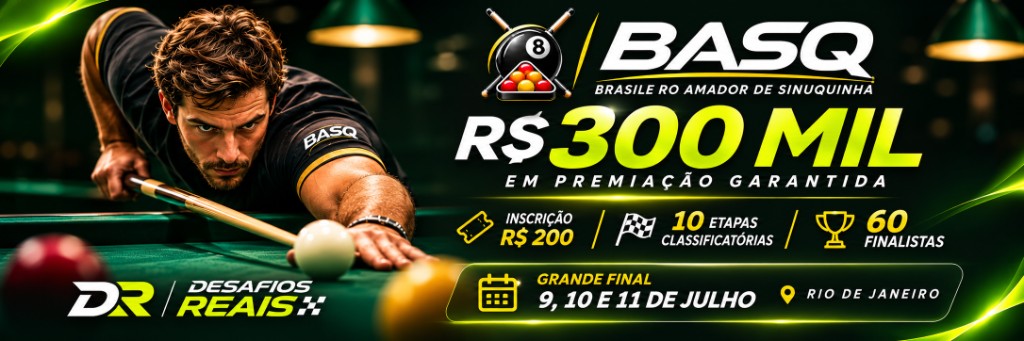 8
BASQ
BRASILE RO AMADOR DE SINUQUINHA
BASQ
R$300 MIL
EM PREMIAÇÃO GARANTIDA
INSCRIÇÃO
R$ 200
10 ETAPAS
CLASSIFICATÓRIAS
60
FINALISTAS
GRANDE FINAL
9, 10 E 11 DE JULHO
RIO DE JANEIRO
DR
DESAFIOS
REAIS